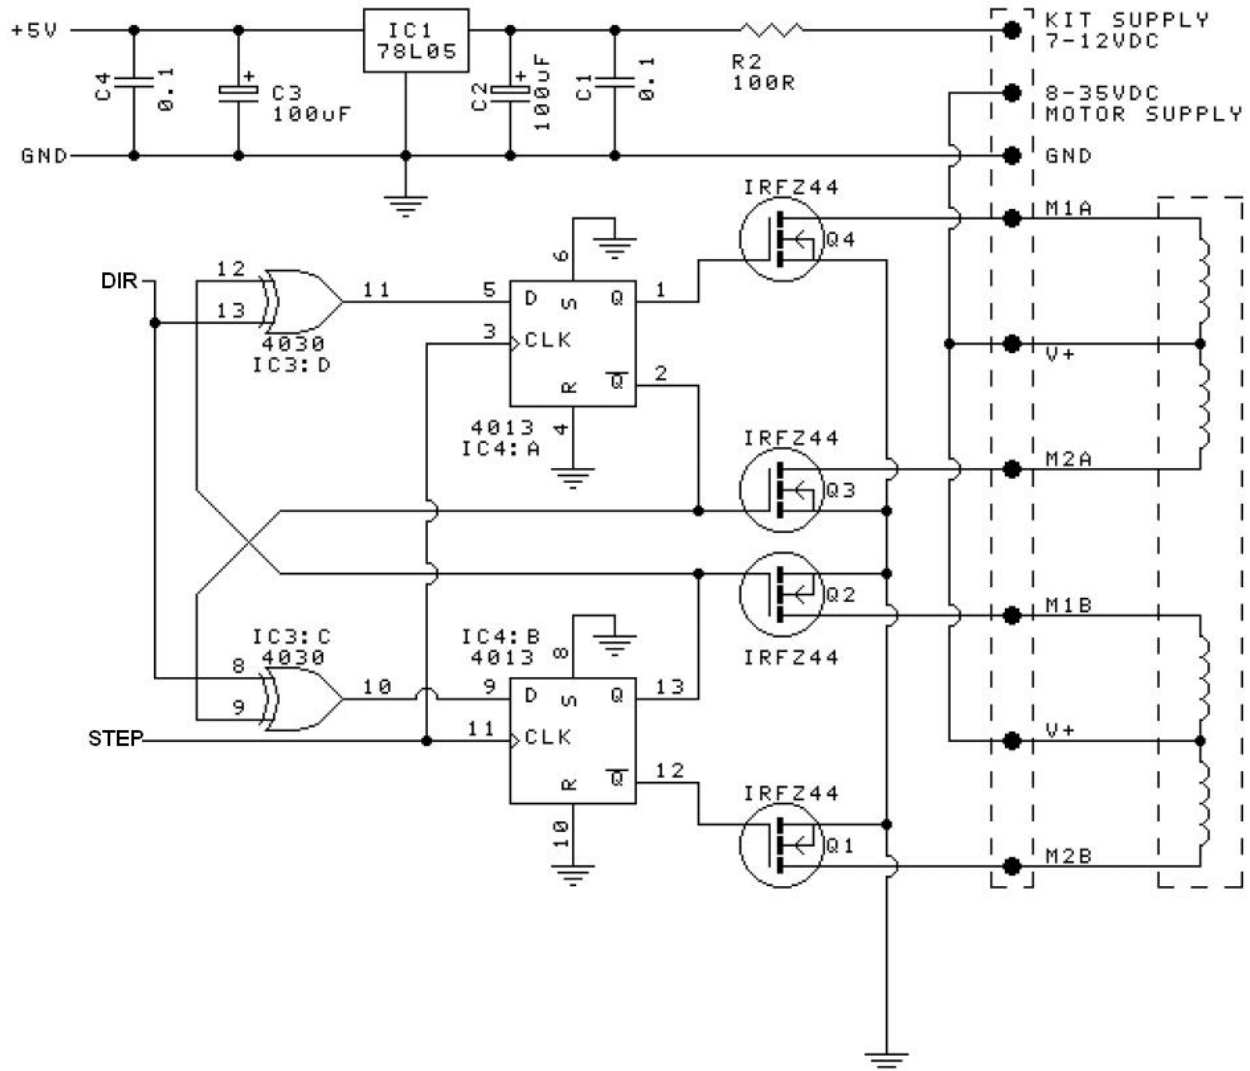 +5V
IC1
78L05
KIT SUPPLY
7-12VDC
C4
0.1
+
C3
100uF
C2
+
100uF
C1
0.1
R2
100R
8-35VDC
MOTOR SUPPLY
GND
GND
IRFZ44
M1A
6
Q4
DIR
12
11
5
D
S
Q
1
13
3
CLK
4030
IC3:D
V+
R
Q
2
4013
IC4:A
4
IRFZ44
M2A
Q3
Q2
M1B
IC3:C
4030
IC4:B
4013
8
IRFZ44
8
10
9
D
S
Q
13
9
STEP
11
CLK
V+
R
Q
12
IRFZ44
10
Q1
M2B